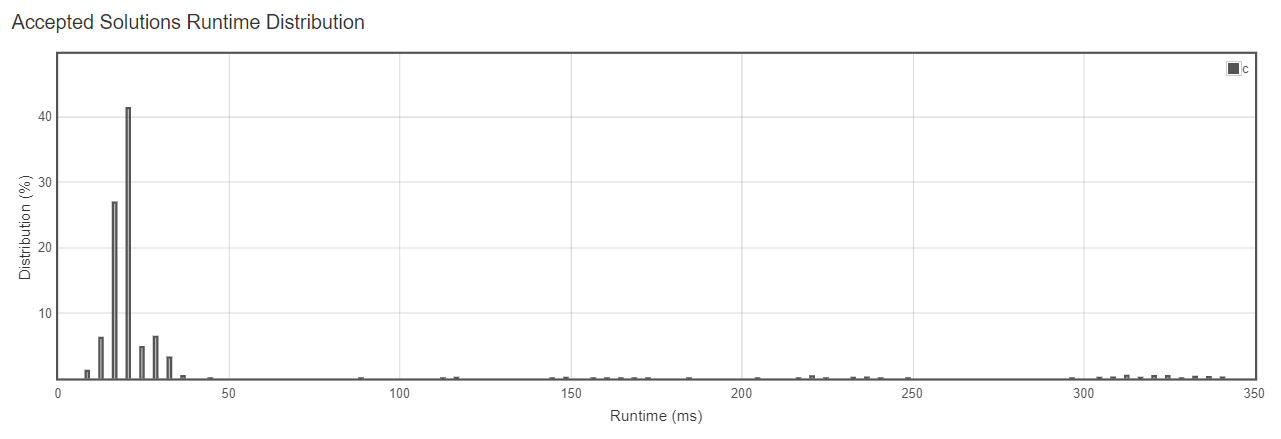 Accepted Solutions Runtime Distribution
c
40
30
20
10
Distribution (%)
0 50 100 150 200 250 300 350
Runtime (ms)